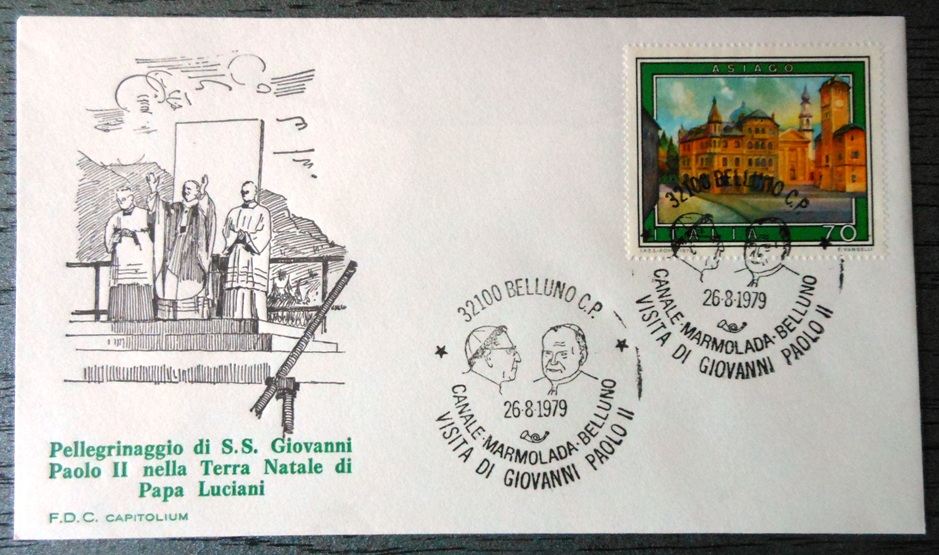 ASIAGO
ITALIA 70
32100 BELLUNO C.P.
26·8·1979
CANALE·MARMOLADA·BELLUNO
VISITA DI GIOVANNI PAOLO II
32100 BELLUNO C.P.
26·8·1979
CANALE·MARMOLADA·BELLUNO
VISITA DI GIOVANNI PAOLO II
Pellegrinaggio di S.S. Giovanni
Paolo II nella Terra Natale di
Papa Luciani
F.D.C. CAPITOLIUM